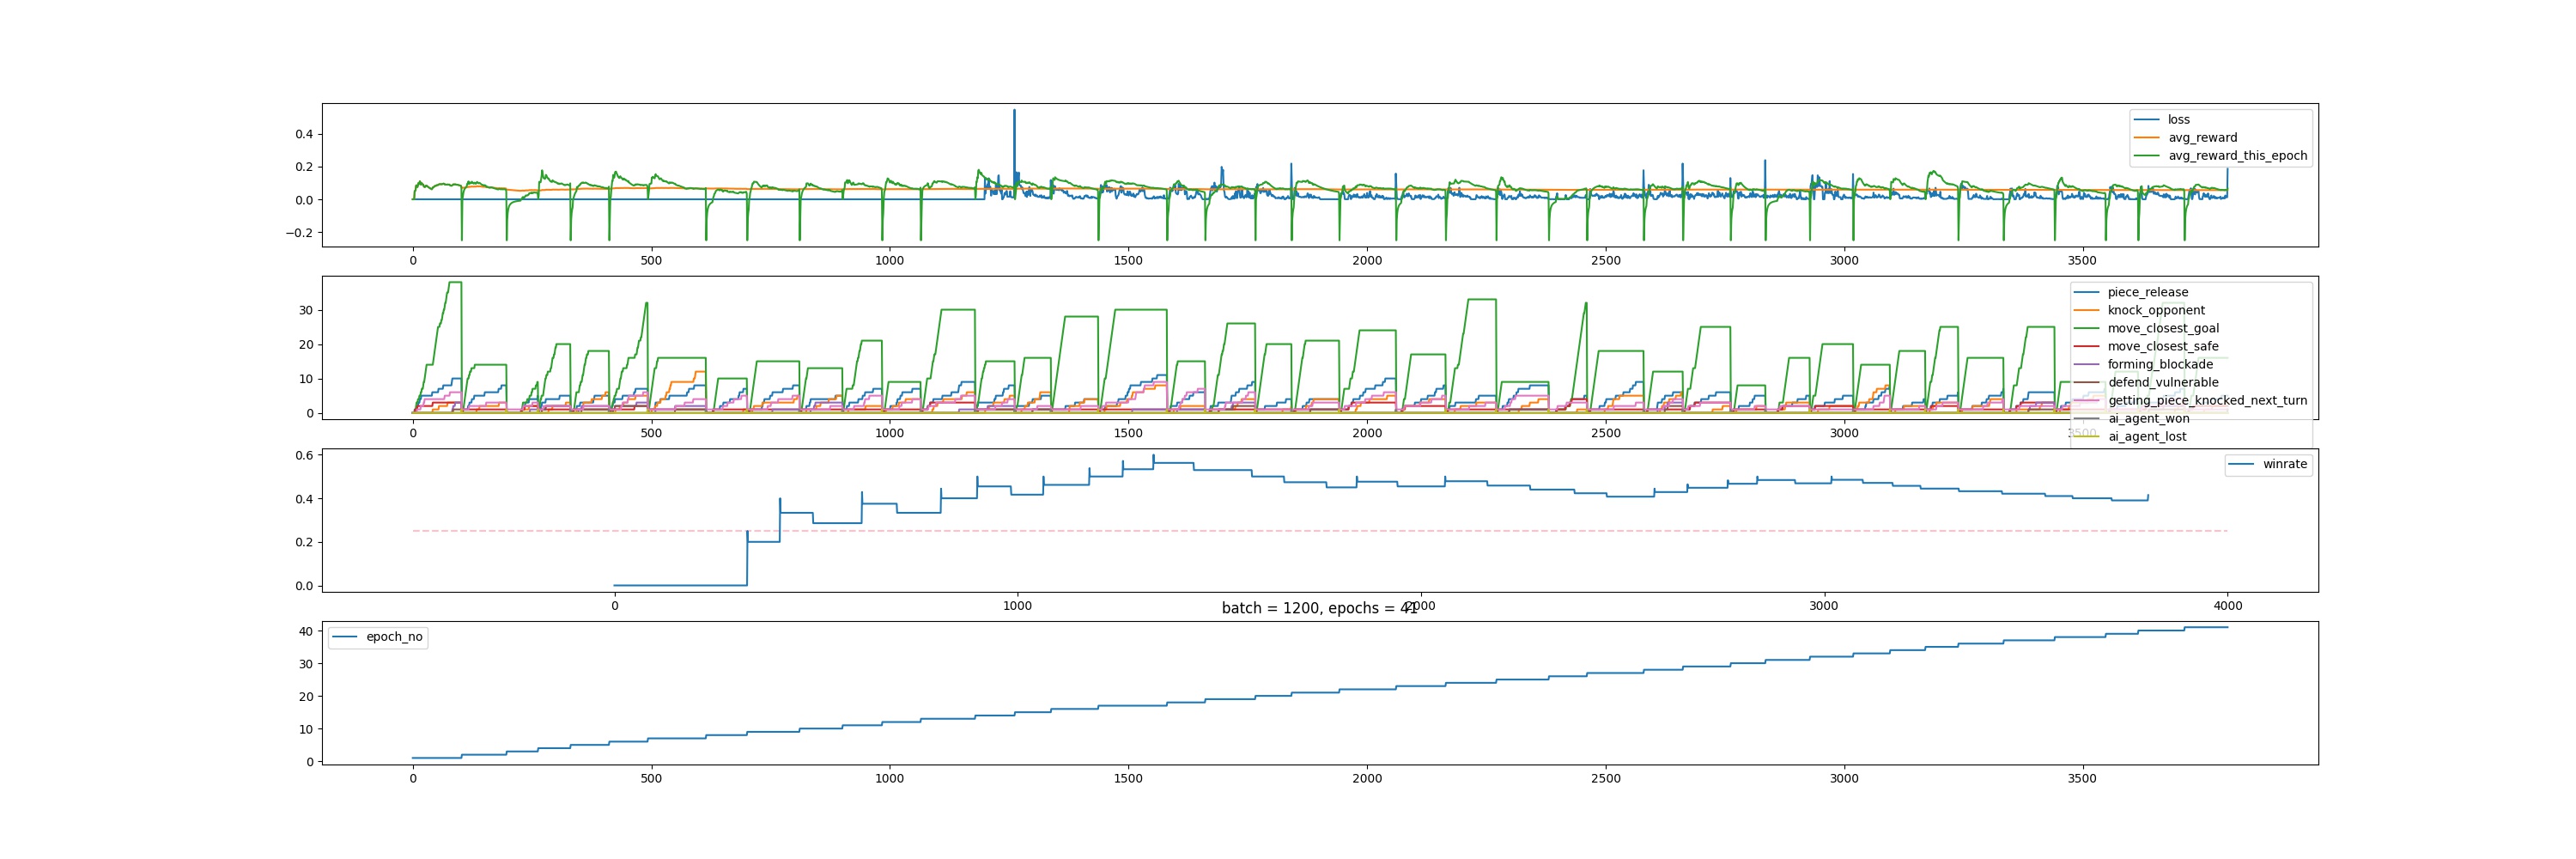 0.4
0.2
0.0
−0.2
loss
avg_reward
avg_reward_this_epoch
0 500 1000 1500 2000 2500 3000 3500
30
20
10
0
piece_release
knock_opponent
move_closest_goal
move_closest_safe
forming_blockade
defend_vulnerable
getting_piece_knocked_next_turn
ai_agent_won
ai_agent_lost
0 500 1000 1500 2000 2500 3000 3500
0.6
0.4
0.2
0.0
winrate
0 1000 2000 3000 4000
batch = 1200, epochs = 41
40
30
20
10
0
epoch_no
0 500 1000 1500 2000 2500 3000 3500